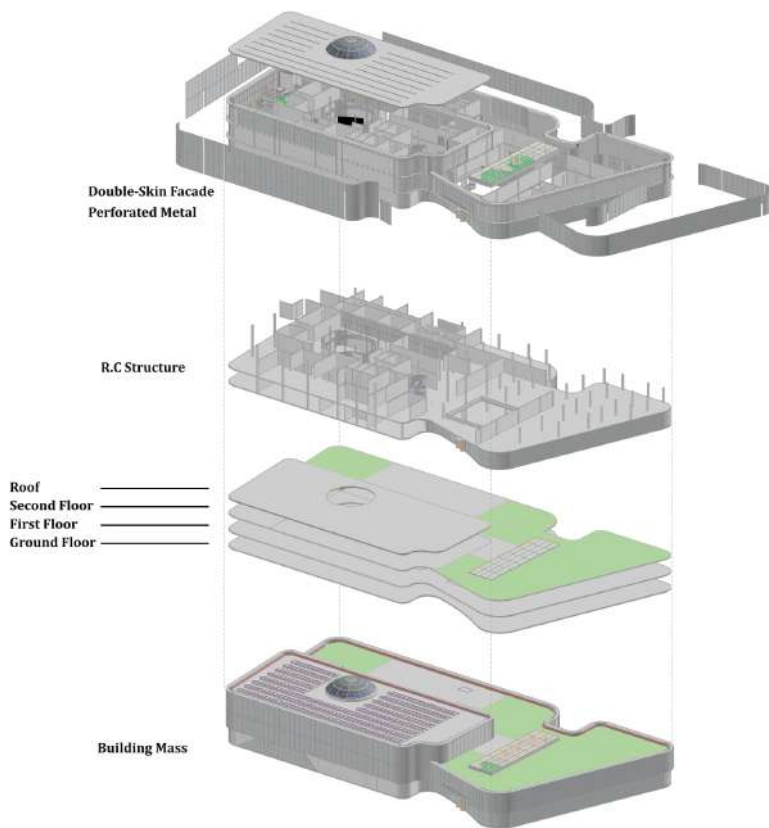 Double-Skin Facade
Perforated Metal
R.C Structure
Roof
Second Floor
First Floor
Ground Floor
Building Mass